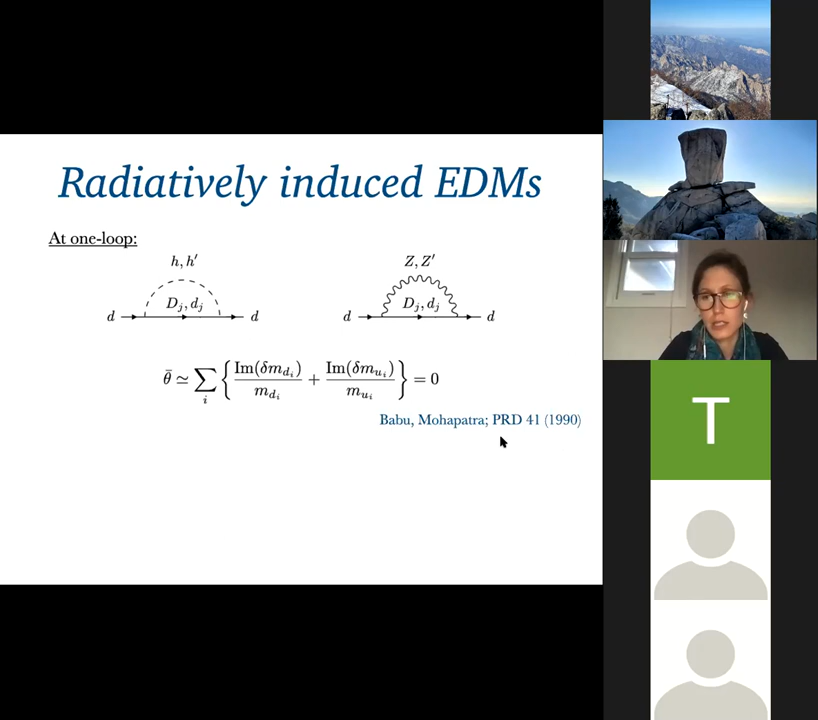 Radiatively induced EDMs
At one-loop:
h, h′
Z, Z′
D_j, d_j
D_j, d_j
d d
d d
θ̄ ≃ ∑_i { Im(δm_{d_i}) / m_{d_i} + Im(δm_{u_i}) / m_{u_i} } = 0
Babu, Mohapatra; PRD 41 (1990)
T